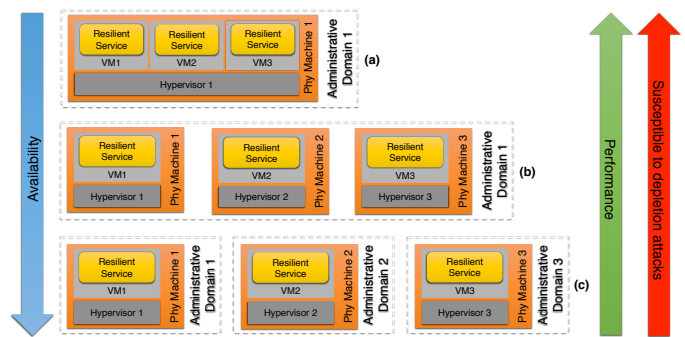 Availability
Resilient
Service
VM1
Resilient
Service
VM2
Resilient
Service
VM3
Hypervisor 1
Phy Machine 1
Administrative
Domain 1
(a)
Resilient
Service
VM1
Hypervisor 1
Phy Machine 1
Resilient
Service
VM2
Hypervisor 2
Phy Machine 2
Resilient
Service
VM3
Hypervisor 3
Phy Machine 3
Administrative
Domain 1
(b)
Resilient
Service
VM1
Hypervisor 1
Phy Machine 1
Administrative
Domain 1
Resilient
Service
VM2
Hypervisor 2
Phy Machine 2
Administrative
Domain 2
Resilient
Service
VM3
Hypervisor 3
Phy Machine 3
Administrative
Domain 3
(c)
Performance
Susceptible to depletion attacks